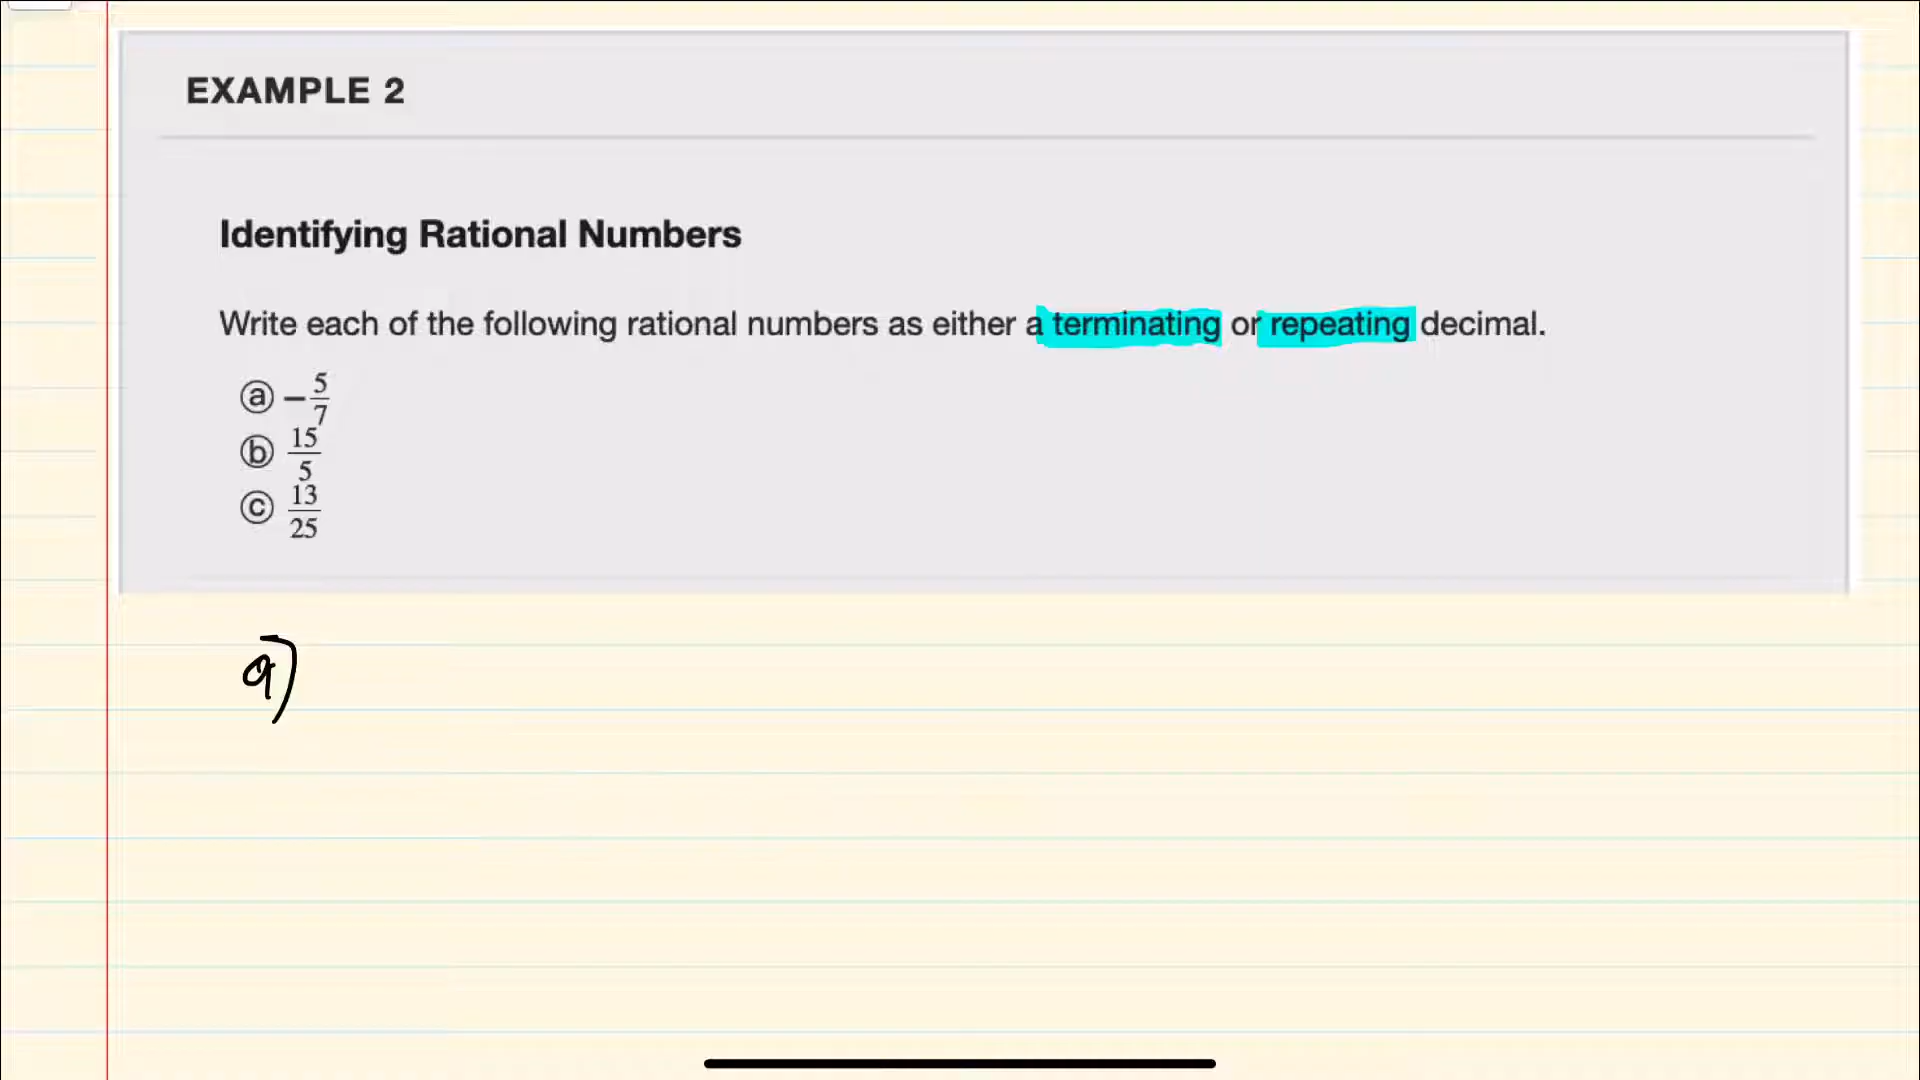 EXAMPLE 2
Identifying Rational Numbers
Write each of the following rational numbers as either a terminating or repeating decimal.
ⓐ −5/7
ⓑ 15/5
ⓒ 13/25
a)